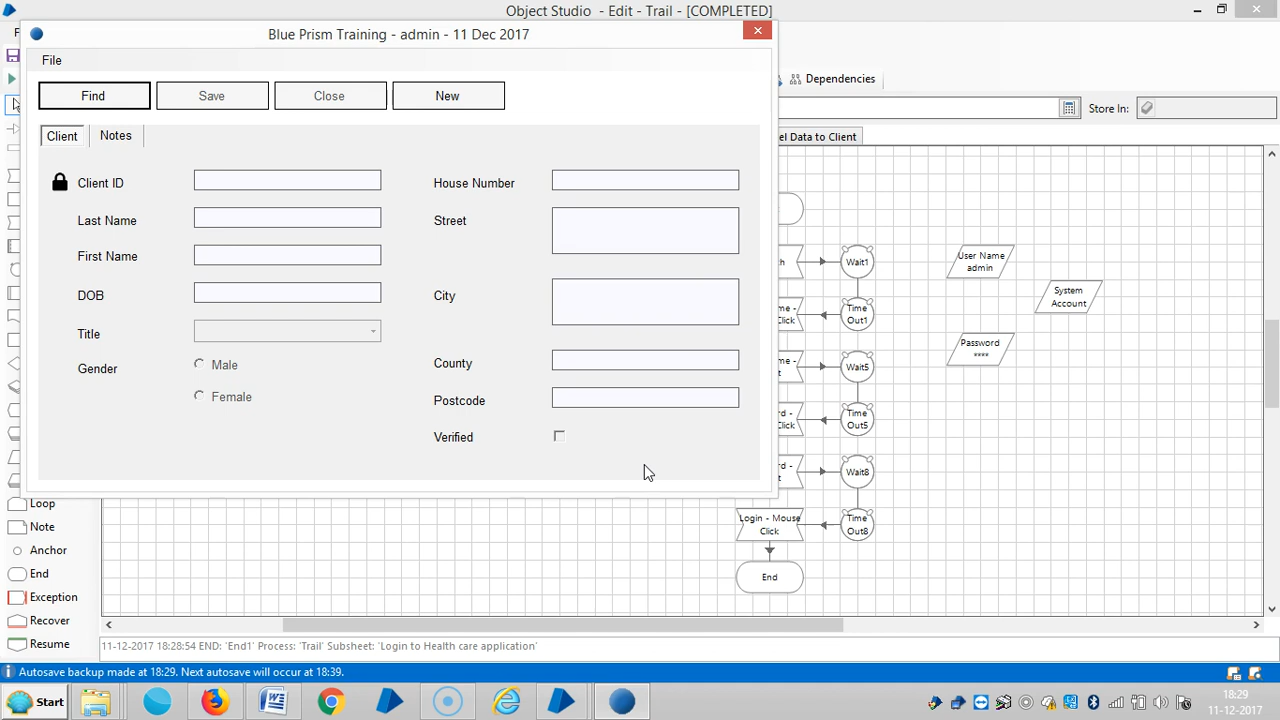 Object Studio - Edit - Trail - [COMPLETED]
Blue Prism Training - admin - 11 Dec 2017
File
Find
Save
Close
New
Dependencies
Store In:
Client
Notes
el Data to Client
Client ID
Last Name
First Name
DOB
Title
Gender
Male
Female
House Number
Street
City
County
Postcode
Verified
Wait1
Time
Out1
Click
Wait5
Time
Out5
Click
Wait8
Time
Out8
Login - Mouse
Click
End
User Name
admin
System
Account
Password
****
Loop
Note
Anchor
End
Exception
Recover
Resume
11-12-2017 18:28:54 END: 'End1' Process: 'Trail' Subsheet: 'Login to Health care application'
Autosave backup made at 18:29. Next autosave will occur at 18:39.
Start
18:29
11-12-2017